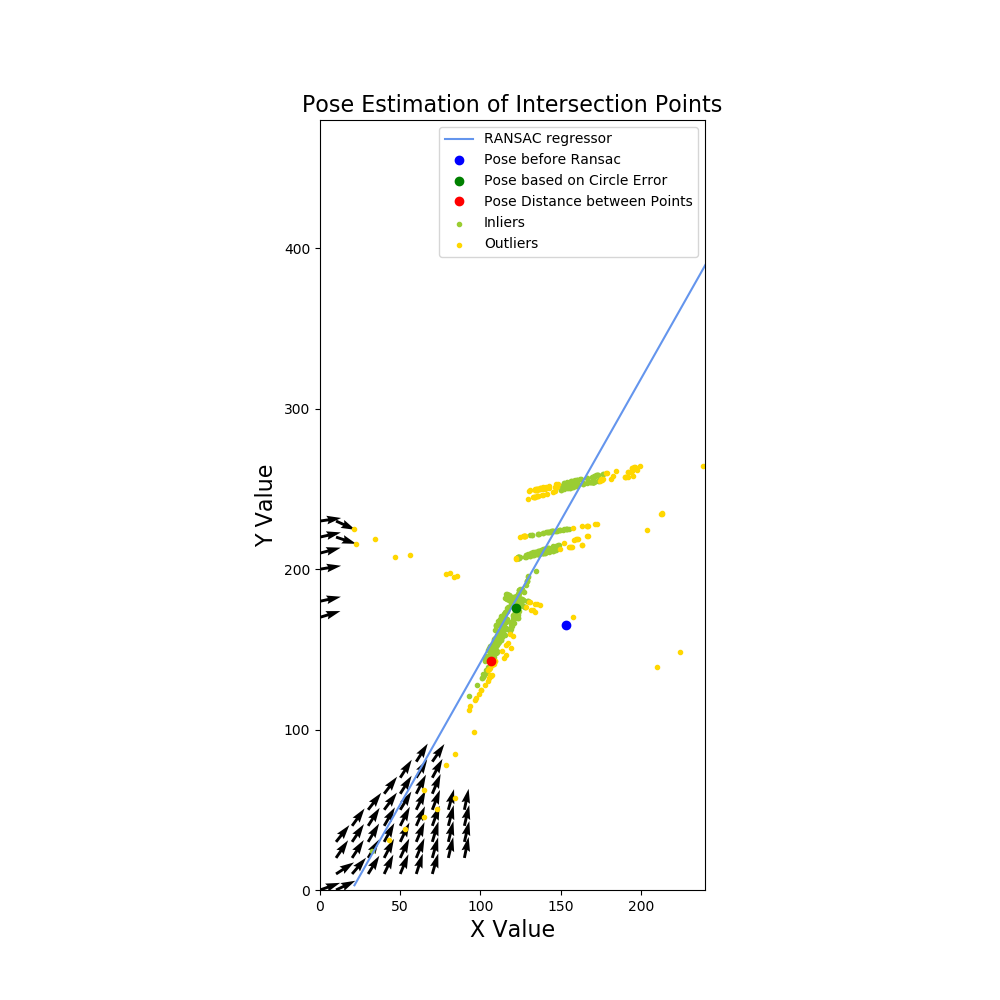 Pose Estimation of Intersection Points
RANSAC regressor
Pose before Ransac
Pose based on Circle Error
Pose Distance between Points
Inliers
Outliers
Y Value
400
300
200
100
0
0 50 100 150 200
X Value